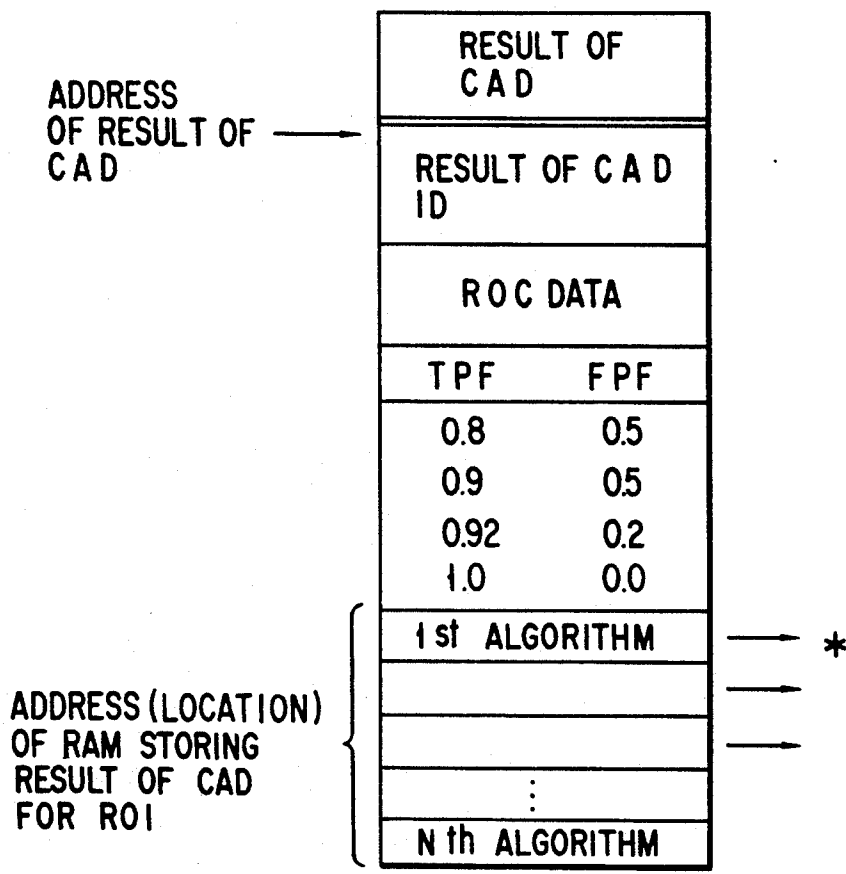 RESULT OF
CAD
ADDRESS
OF RESULT OF
CAD
RESULT OF CAD
ID
ROC DATA
TPF FPF
0.8 0.5
0.9 0.5
0.92 0.2
1.0 0.0
1st ALGORITHM
*
ADDRESS (LOCATION)
OF RAM STORING
RESULT OF CAD
FOR ROI
⋮
Nth ALGORITHM